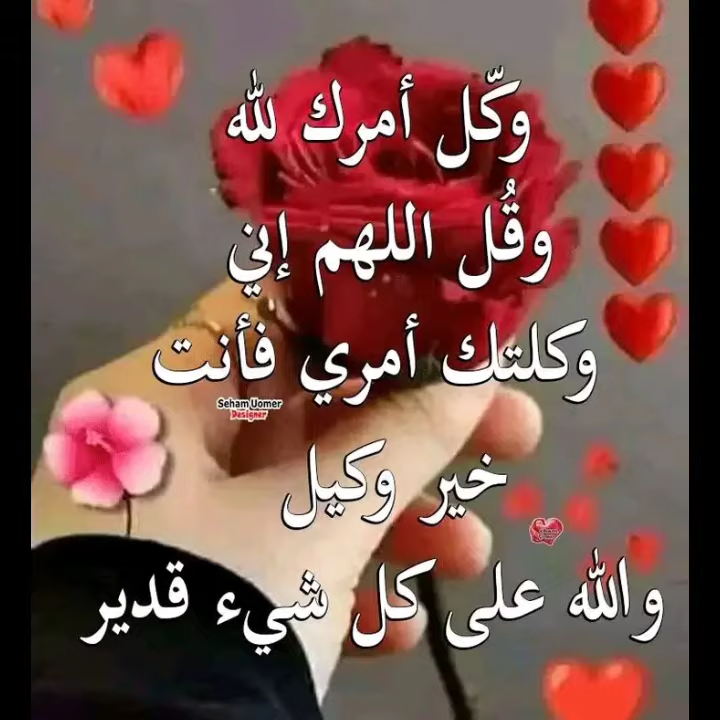 وكّل أمرك لله
وقُل اللهم إني
وكلتك أمري فأنت
Seham Uomer
Designer
خير وكيل
والله على كل شيء قدير